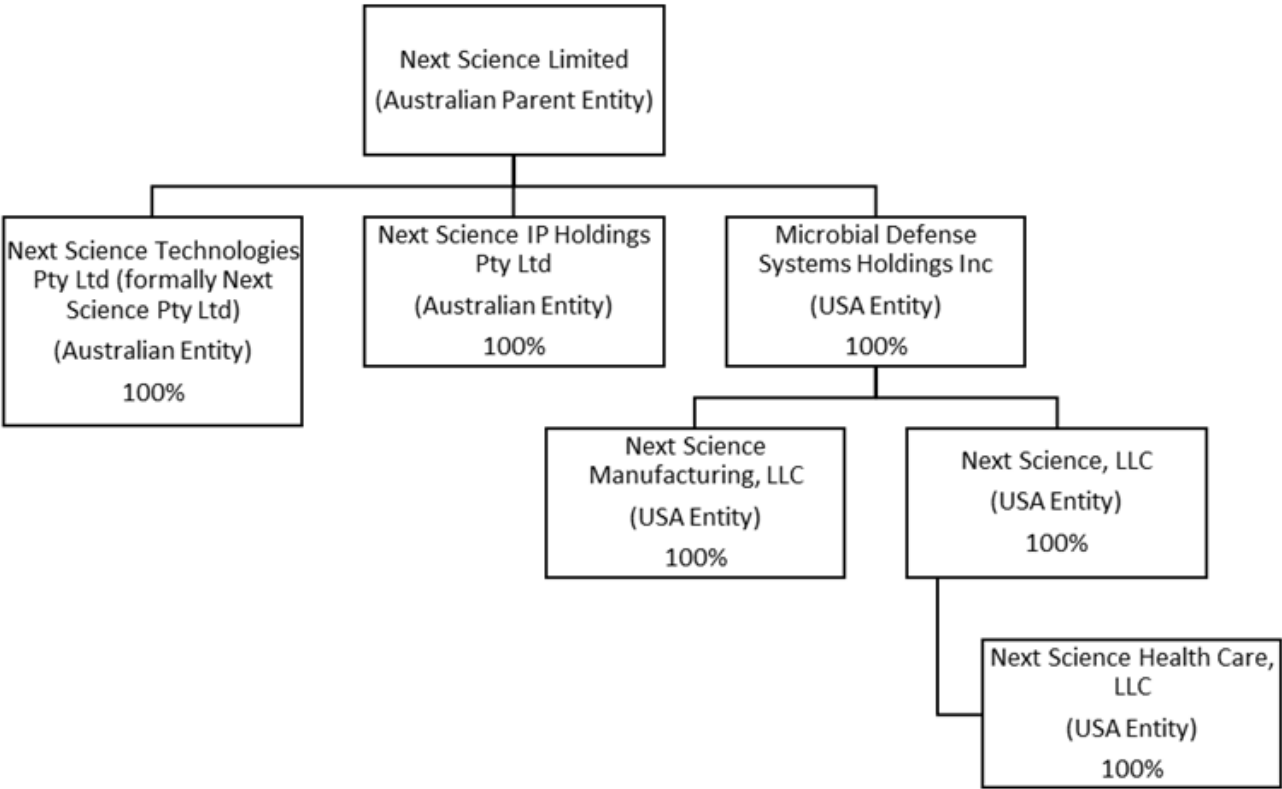 Next Science Limited
(Australian Parent Entity)
Next Science Technologies
Pty Ltd (formally Next
Science Pty Ltd)
(Australian Entity)
100%
Next Science IP Holdings
Pty Ltd
(Australian Entity)
100%
Microbial Defense
Systems Holdings Inc
(USA Entity)
100%
Next Science
Manufacturing, LLC
(USA Entity)
100%
Next Science, LLC
(USA Entity)
100%
Next Science Health Care,
LLC
(USA Entity)
100%